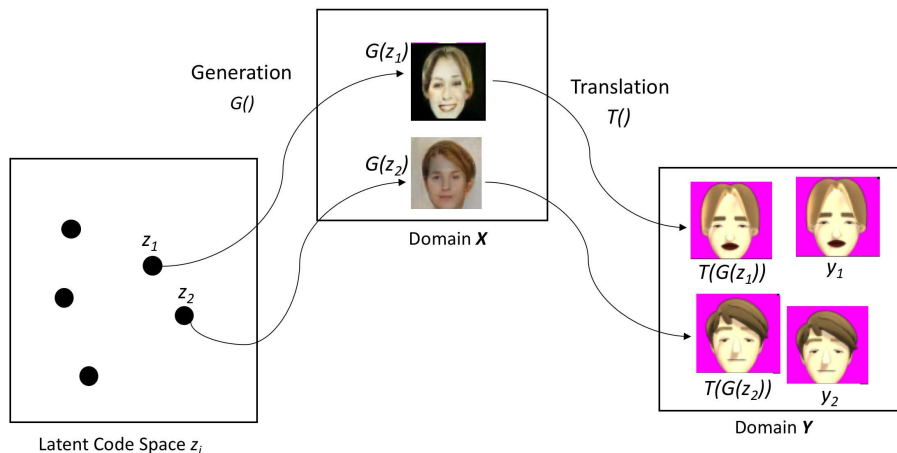 Generation
G()
G(z₁)
G(z₂)
Translation
T()
Domain X
z₁
z₂
Latent Code Space zᵢ
T(G(z₁))
y₁
T(G(z₂))
y₂
Domain Y